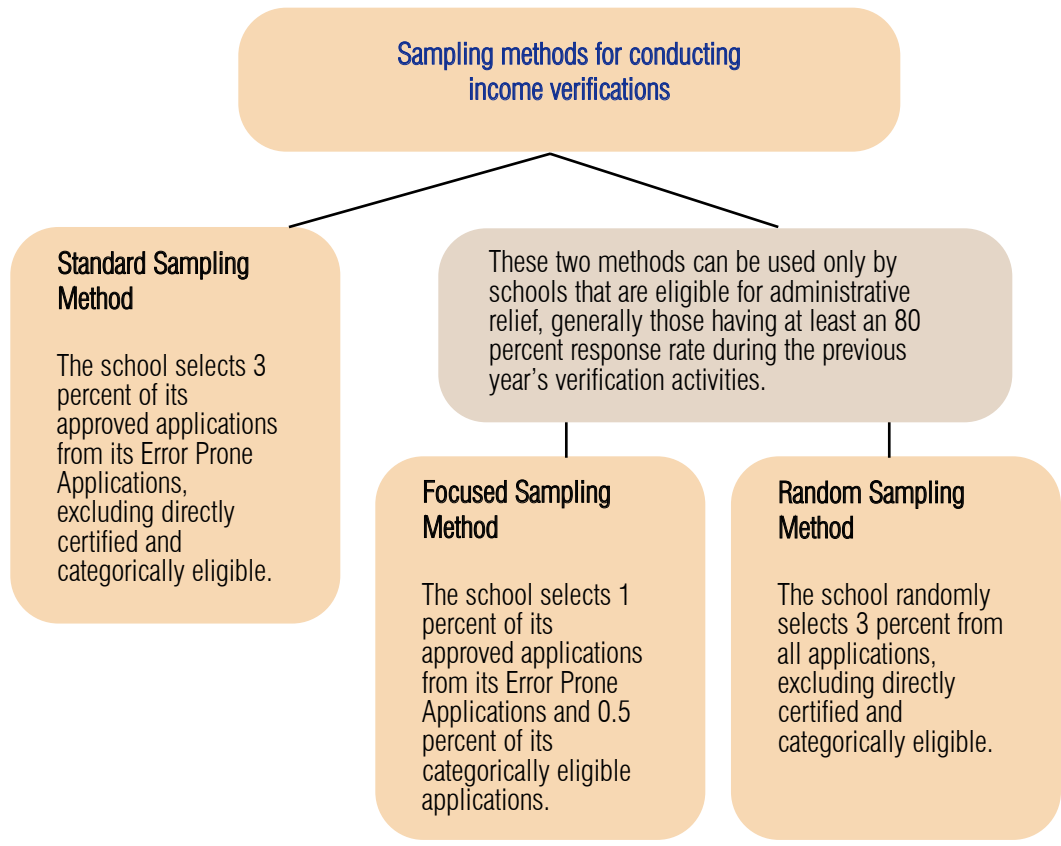 Sampling methods for conducting
income verifications
Standard Sampling
Method
The school selects 3
percent of its
approved applications
from its Error Prone
Applications,
excluding directly
certified and
categorically eligible.
These two methods can be used only by
schools that are eligible for administrative
relief, generally those having at least an 80
percent response rate during the previous
year’s verification activities.
Focused Sampling
Method
The school selects 1
percent of its
approved applications
from its Error Prone
Applications and 0.5
percent of its
categorically eligible
applications.
Random Sampling
Method
The school randomly
selects 3 percent from
all applications,
excluding directly
certified and
categorically eligible.